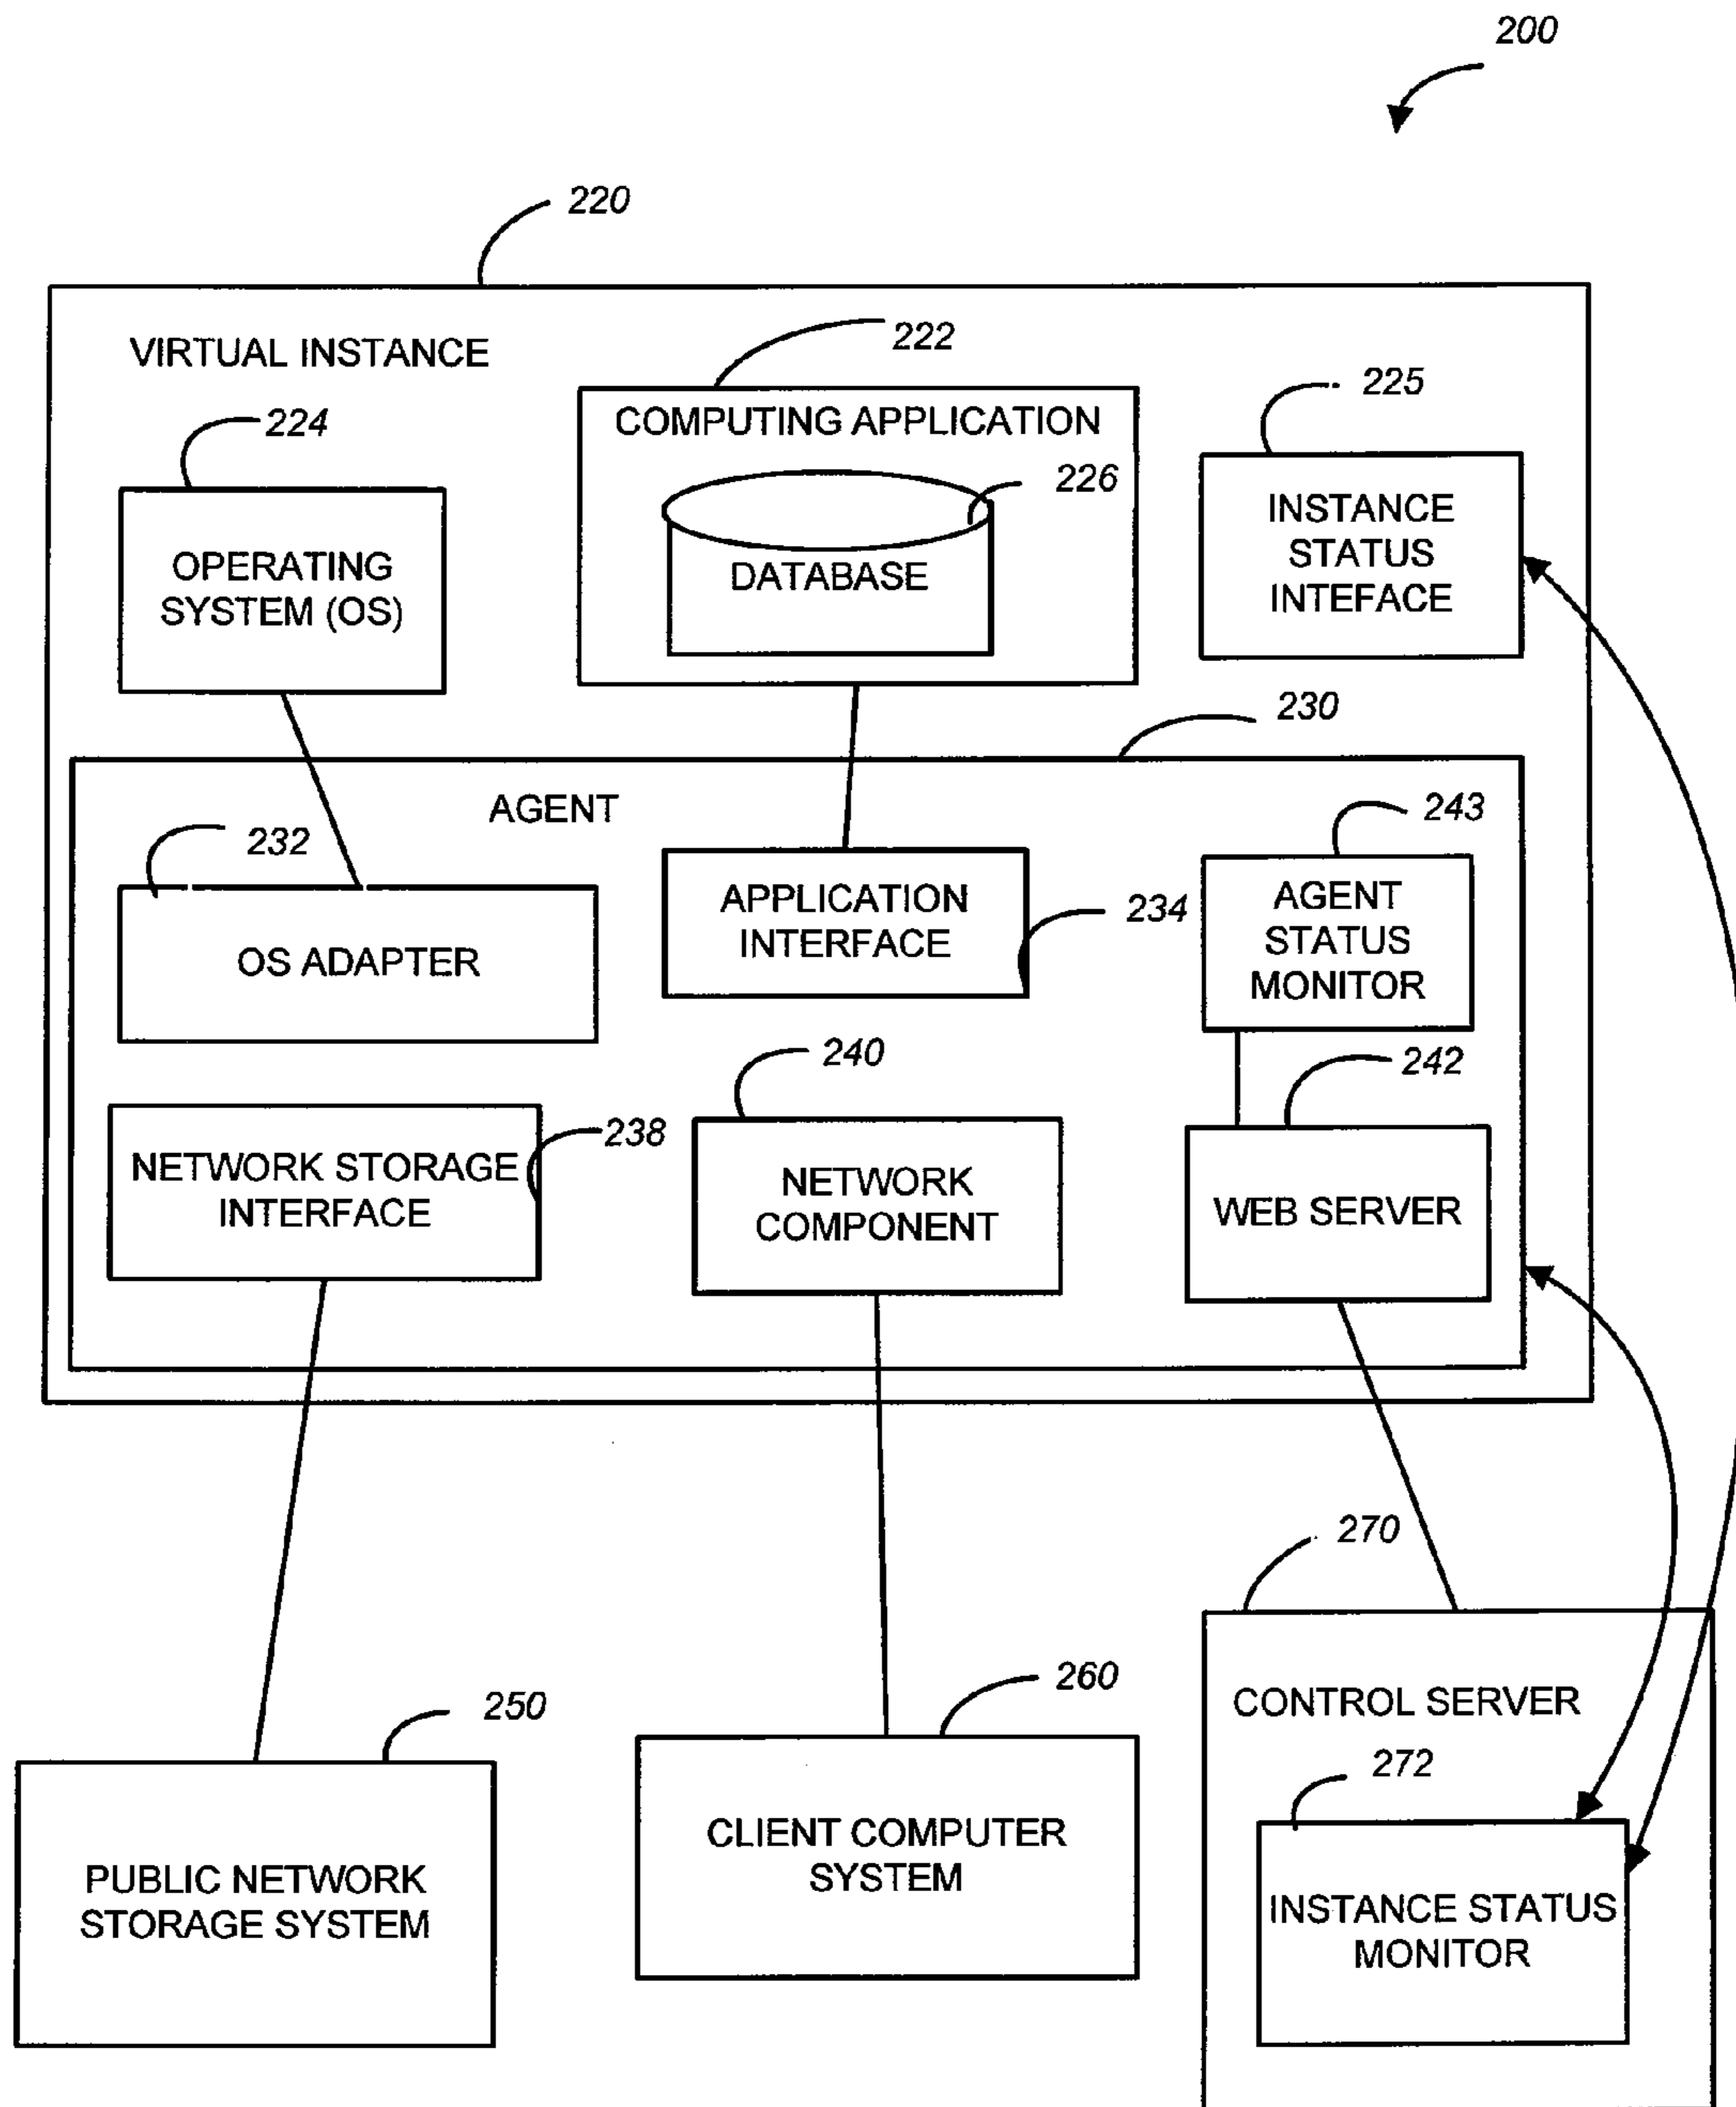 200
220
VIRTUAL INSTANCE
222
COMPUTING APPLICATION
225
224
226
DATABASE
INSTANCE
STATUS
INTEFACE
OPERATING
SYSTEM (OS)
230
AGENT
232
OS ADAPTER
APPLICATION
INTERFACE
234
243
AGENT
STATUS
MONITOR
240
242
NETWORK STORAGE
INTERFACE
238
NETWORK
COMPONENT
WEB SERVER
270
250
260
CONTROL SERVER
272
PUBLIC NETWORK
STORAGE SYSTEM
CLIENT COMPUTER
SYSTEM
INSTANCE STATUS
MONITOR